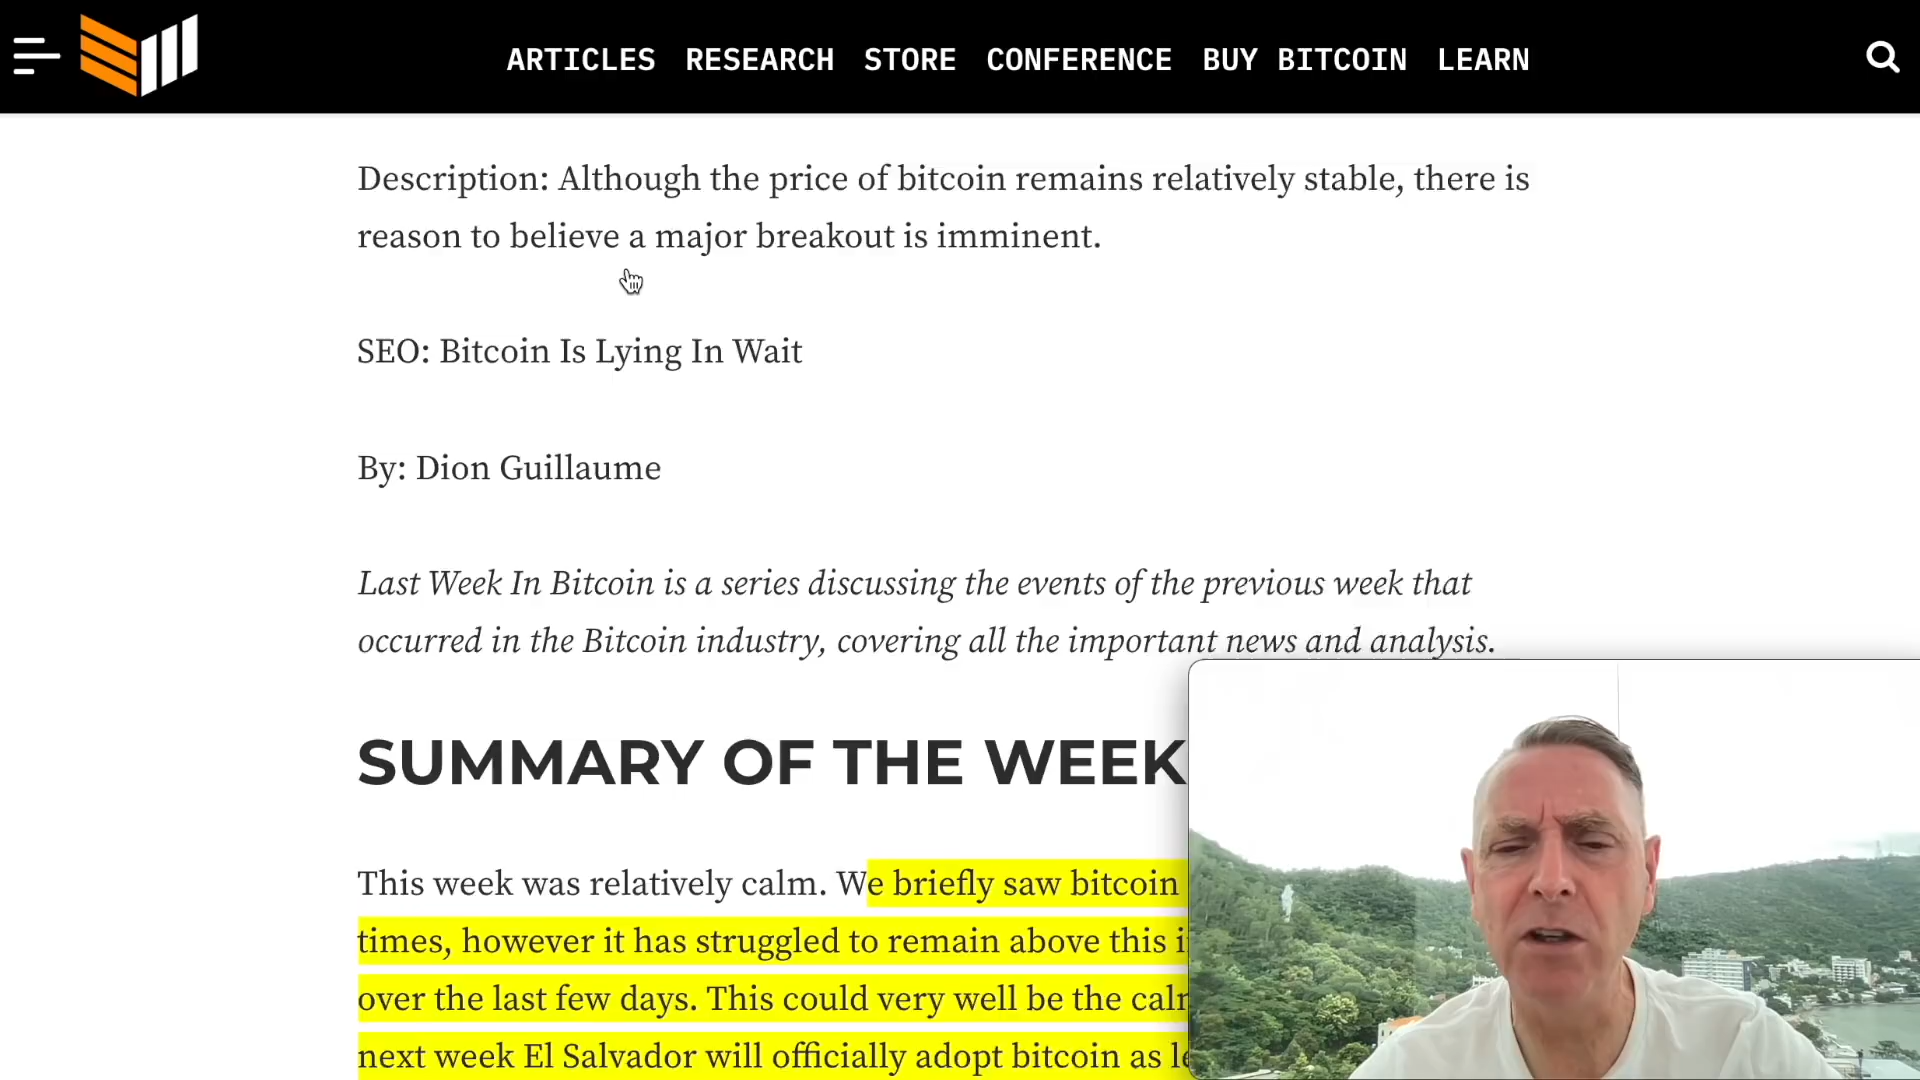 ARTICLES RESEARCH STORE CONFERENCE BUY BITCOIN LEARN
Description: Although the price of bitcoin remains relatively stable, there is
reason to believe a major breakout is imminent.
SEO: Bitcoin Is Lying In Wait
By: Dion Guillaume
Last Week In Bitcoin is a series discussing the events of the previous week that
occurred in the Bitcoin industry, covering all the important news and analysis.
SUMMARY OF THE WEEK
This week was relatively calm. We briefly saw bitcoin
times, however it has struggled to remain above this
over the last few days. This could very well be the
next week El Salvador will officially adopt bitcoin as